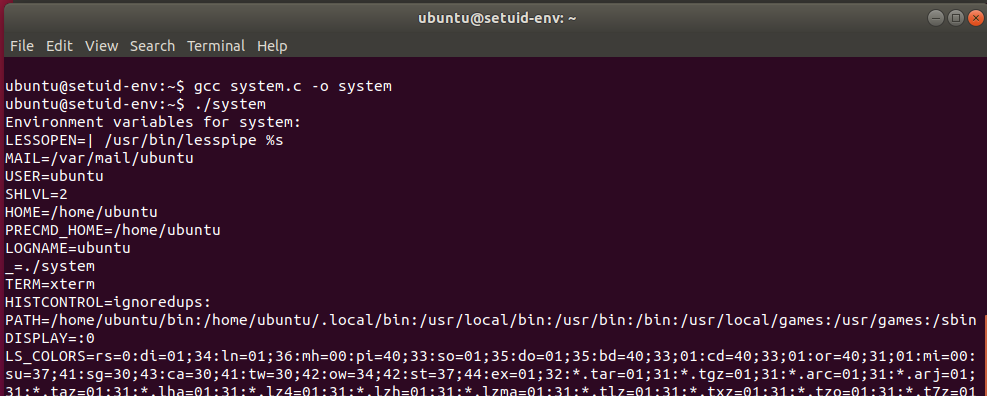 ubuntu@setuid-env: ~
File Edit View Search Terminal Help
ubuntu@setuid-env:~$ gcc system.c -o system
ubuntu@setuid-env:~$ ./system
Environment variables for system:
LESSOPEN=| /usr/bin/lesspipe %s
MAIL=/var/mail/ubuntu
USER=ubuntu
SHLVL=2
HOME=/home/ubuntu
PRECMD_HOME=/home/ubuntu
LOGNAME=ubuntu
_=./system
TERM=xterm
HISTCONTROL=ignoredups:
PATH=/home/ubuntu/bin:/home/ubuntu/.local/bin:/usr/local/bin:/usr/bin:/bin:/usr/local/games:/usr/games:/sbin
DISPLAY=:0
LS_COLORS=rs=0:di=01;34:ln=01;36:mh=00:pi=40;33:so=01;35:do=01;35:bd=40;33;01:cd=40;33;01:or=40;31;01:mi=00:
su=37;41:sg=30;43:ca=30;41:tw=30;42:ow=34;42:st=37;44:ex=01;32:*.tar=01;31:*.tgz=01;31:*.arc=01;31:*.arj=01;
31:*.taz=01;31:*.lha=01;31:*.lz4=01;31:*.lzh=01;31:*.lzma=01;31:*.tlz=01;31:*.txz=01;31:*.tzo=01;31:*.t7z=01